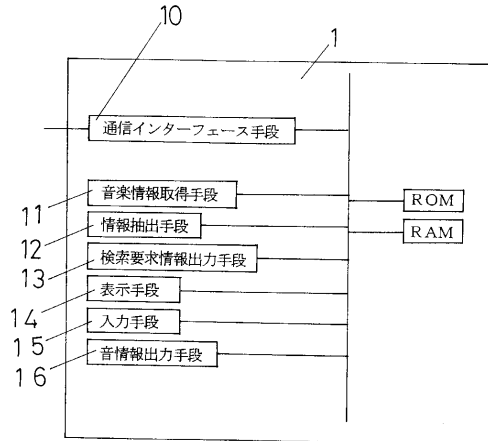 10
1
通信インターフェース手段
11
音楽情報取得手段
ROM
12
情報抽出手段
RAM
13
検索要求情報出力手段
14
表示手段
15
入力手段
16
音情報出力手段